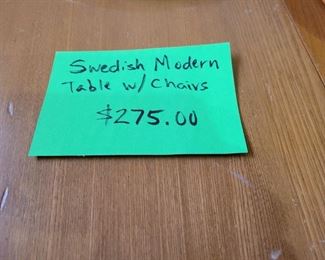 Swedish Modern
Table w/ Chairs
$275.00